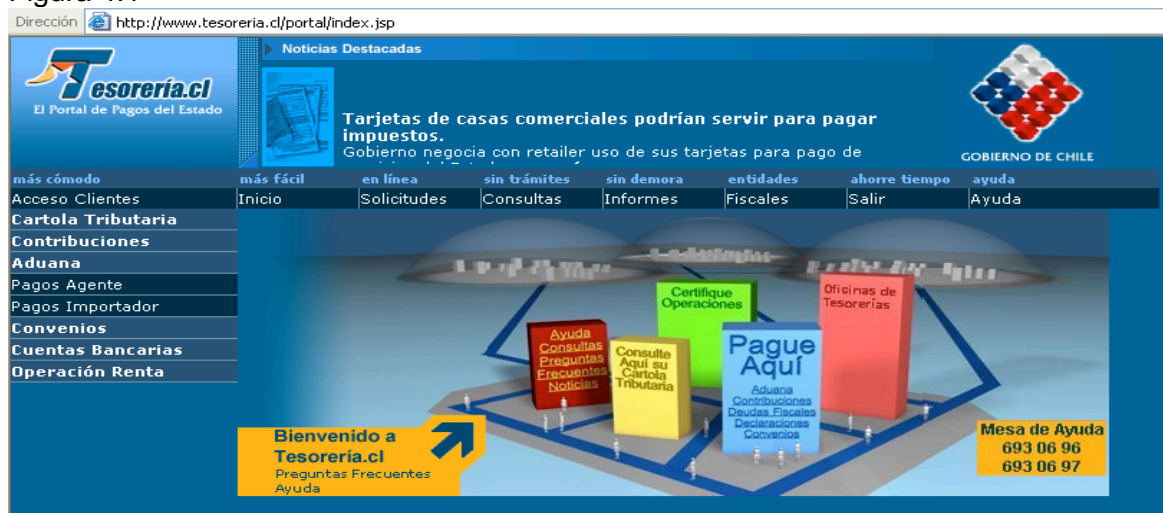 Dirección http://www.tesoreria.cl/portal/index.jsp
Tesorería.cl
El Portal de Pagos del Estado
Noticias Destacadas
Tarjetas de casas comerciales podrían servir para pagar
impuestos.
Gobierno negocia con retailer uso de sus tarjetas para pago de
GOBIERNO DE CHILE
más cómodo más fácil en línea sin trámites sin demora entidades ahorre tiempo ayuda
Acceso Clientes Inicio Solicitudes Consultas Informes Fiscales Salir Ayuda
Cartola Tributaria
Contribuciones
Aduana
Pagos Agente
Pagos Importador
Convenios
Cuentas Bancarias
Operación Renta
Ayuda
Consultas
Preguntas
Frecuentes
Noticias
Consulte
Aqui su
Cartola
Tributaria
Certifique
Operaciones
Pague
Aquí
Aduana
Contribuciones
Deudas Fiscales
Declaraciones
Convenios
Oficinas de
Tesorerías
Bienvenido a
Tesorería.cl
Preguntas Frecuentes
Ayuda
Mesa de Ayuda
693 06 96
693 06 97